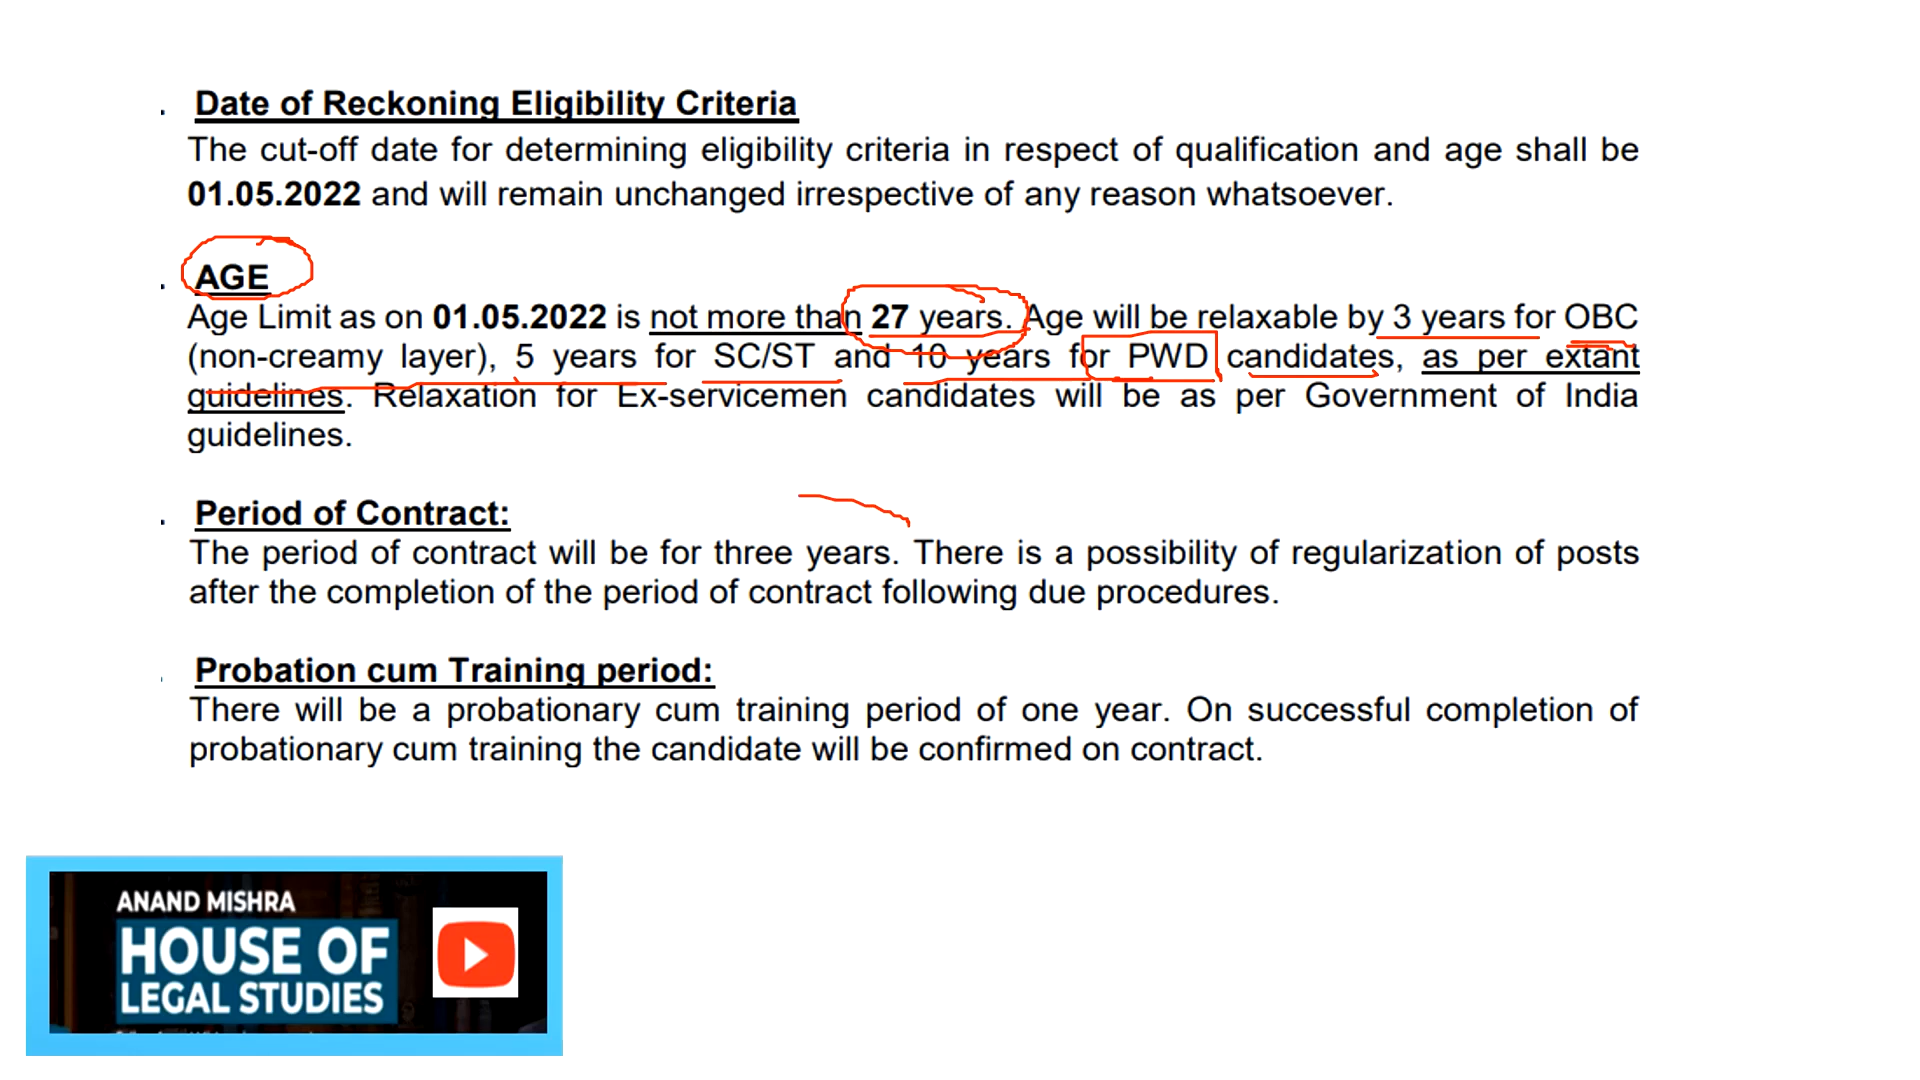 . Date of Reckoning Eligibility Criteria
The cut-off date for determining eligibility criteria in respect of qualification and age shall be
01.05.2022 and will remain unchanged irrespective of any reason whatsoever.
. AGE
Age Limit as on 01.05.2022 is not more than 27 years. Age will be relaxable by 3 years for OBC
(non-creamy layer), 5 years for SC/ST and 10 years for PWD candidates, as per extant
guidelines. Relaxation for Ex-servicemen candidates will be as per Government of India
guidelines.
. Period of Contract:
The period of contract will be for three years. There is a possibility of regularization of posts
after the completion of the period of contract following due procedures.
. Probation cum Training period:
There will be a probationary cum training period of one year. On successful completion of
probationary cum training the candidate will be confirmed on contract.
ANAND MISHRA
HOUSE OF
LEGAL STUDIES